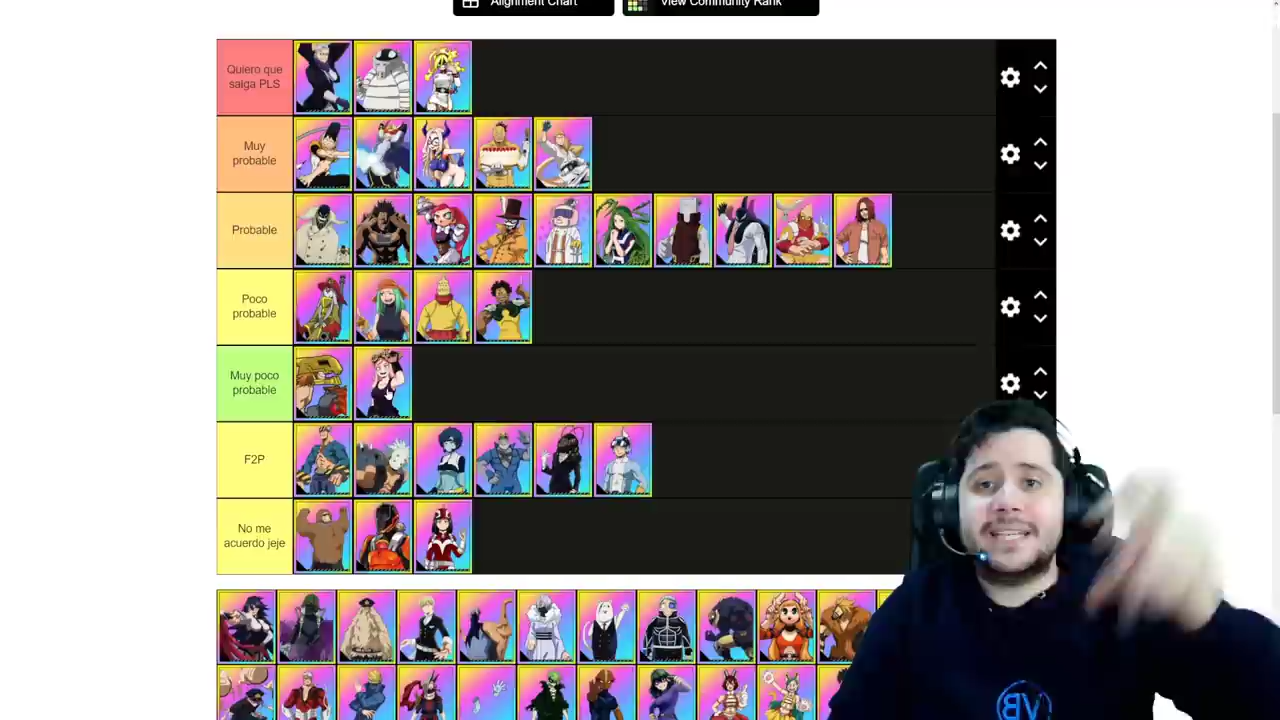 Alignment Chart
View Community Rank
Quiero que
salga PLS
Muy
probable
Probable
Poco
probable
Muy poco
probable
F2P
No me
acuerdo jeje